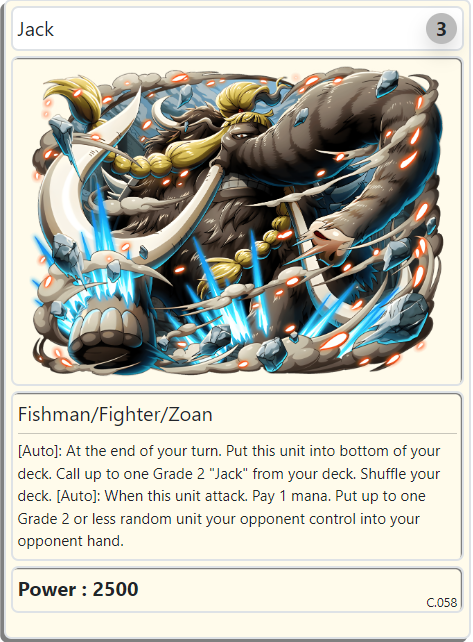 Jack
3
Fishman/Fighter/Zoan
[Auto]: At the end of your turn. Put this unit into bottom of your
deck. Call up to one Grade 2 "Jack" from your deck. Shuffle your
deck. [Auto]: When this unit attack. Pay 1 mana. Put up to one
Grade 2 or less random unit your opponent control into your
opponent hand.
Power : 2500
C.058